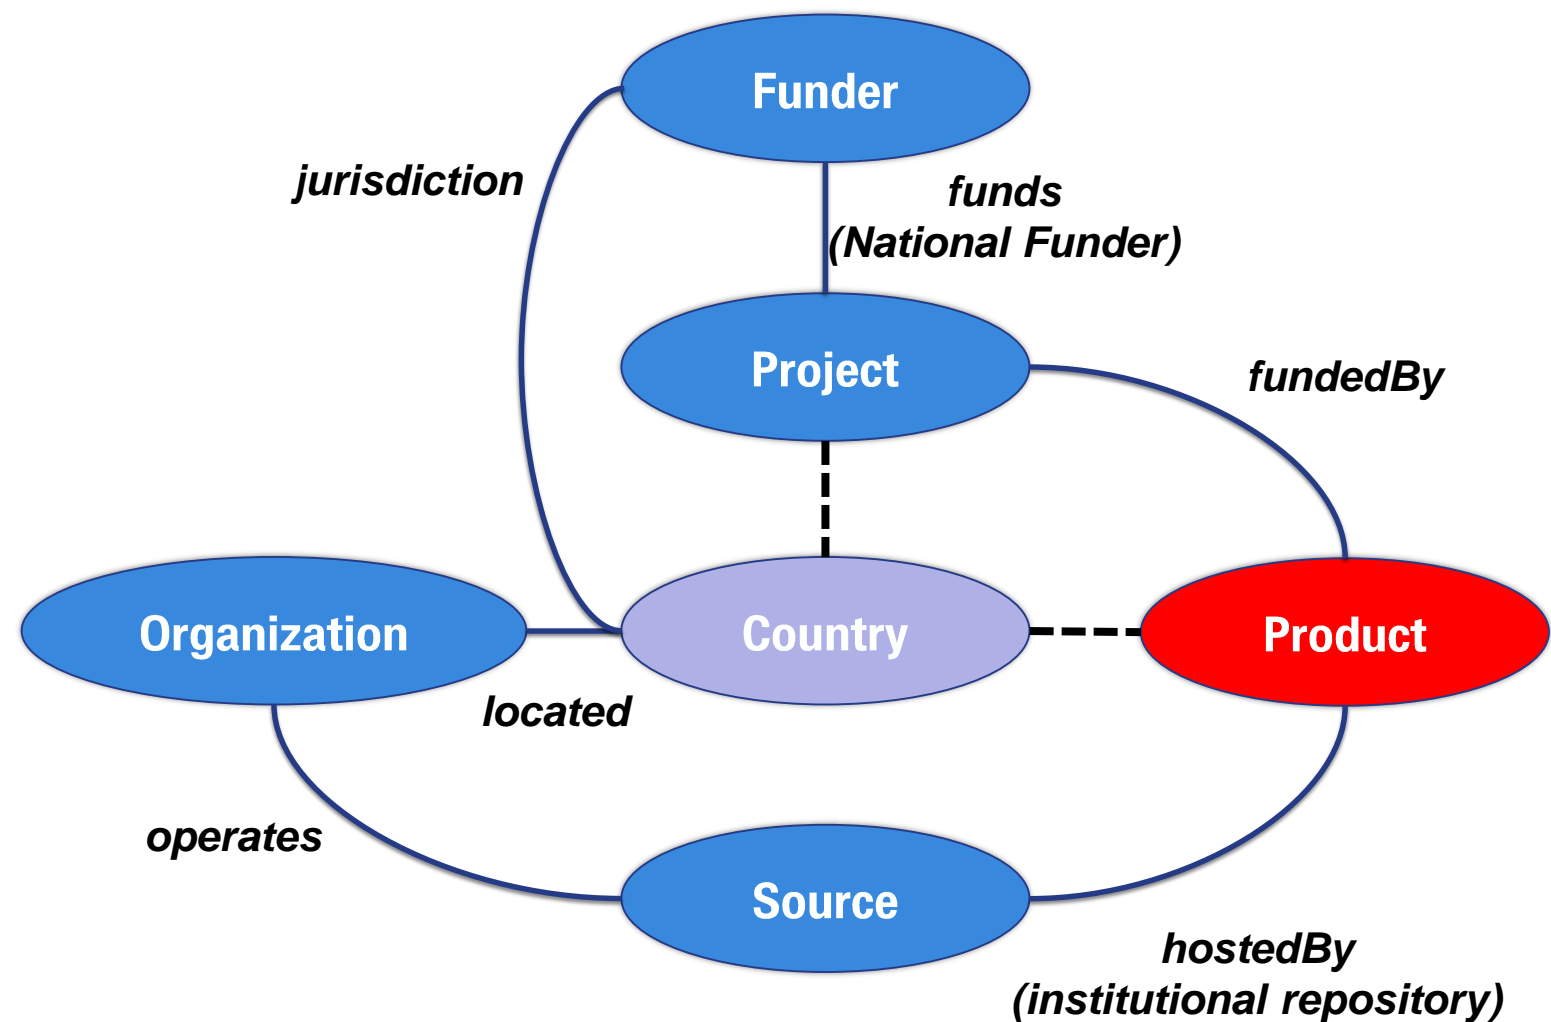 Funder
jurisdiction
funds
(National Funder)
Project
fundedBy
Organization
Country
Product
located
operates
Source
hostedBy
(institutional repository)